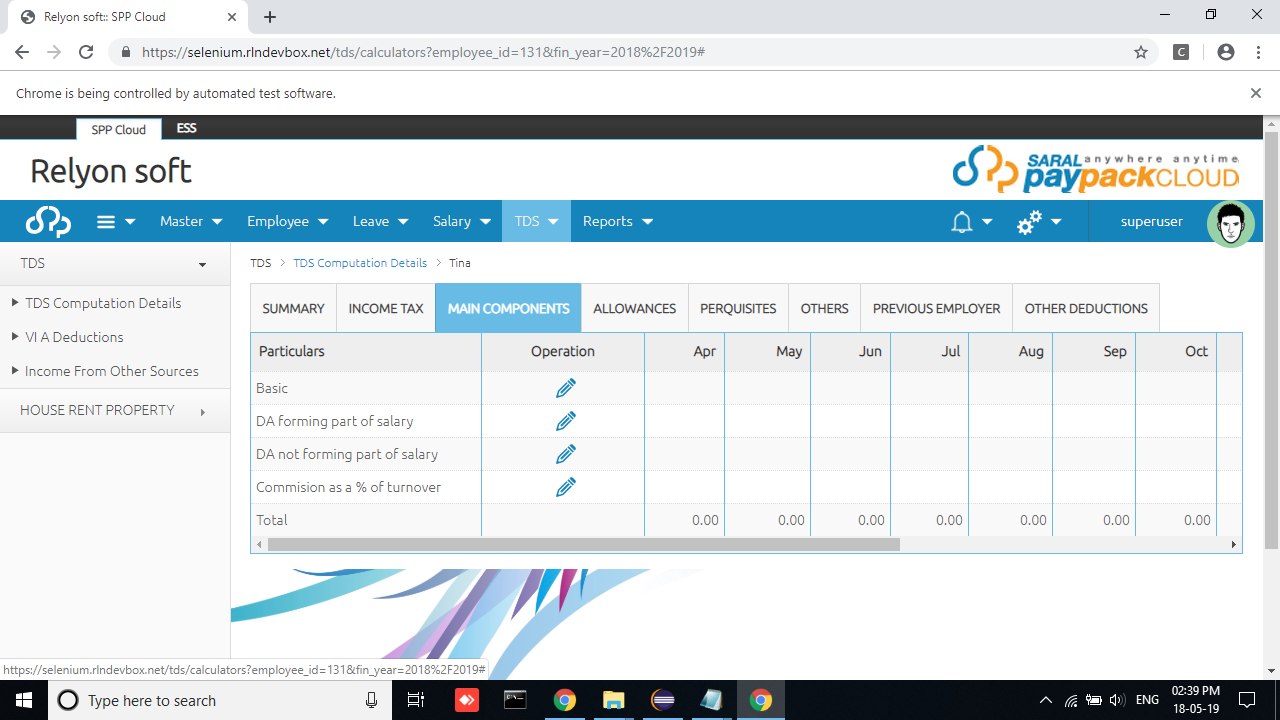 Relyon soft:: SPP Cloud
https://selenium.rlndevbox.net/tds/calculators?employee_id=131&fin_year=2018%2F2019#
C
Chrome is being controlled by automated test software.
SPP Cloud ESS
Relyon soft
SARAL anywhere anytime
paypackCLOUD
Master Employee Leave Salary TDS Reports superuser
TDS
TDS Computation Details
VI A Deductions
Income From Other Sources
HOUSE RENT PROPERTY
TDS > TDS Computation Details > Tina
SUMMARY INCOME TAX MAIN COMPONENTS ALLOWANCES PERQUISITES OTHERS PREVIOUS EMPLOYER OTHER DEDUCTIONS
Particulars Operation Apr May Jun Jul Aug Sep Oct
Basic
DA forming part of salary
DA not forming part of salary
Commision as a % of turnover
Total 0.00 0.00 0.00 0.00 0.00 0.00 0.00
https://selenium.rlndevbox.net/tds/calculators?employee_id=131&fin_year=2018%2F2019#
Type here to search
ENG
02:39 PM
18-05-19